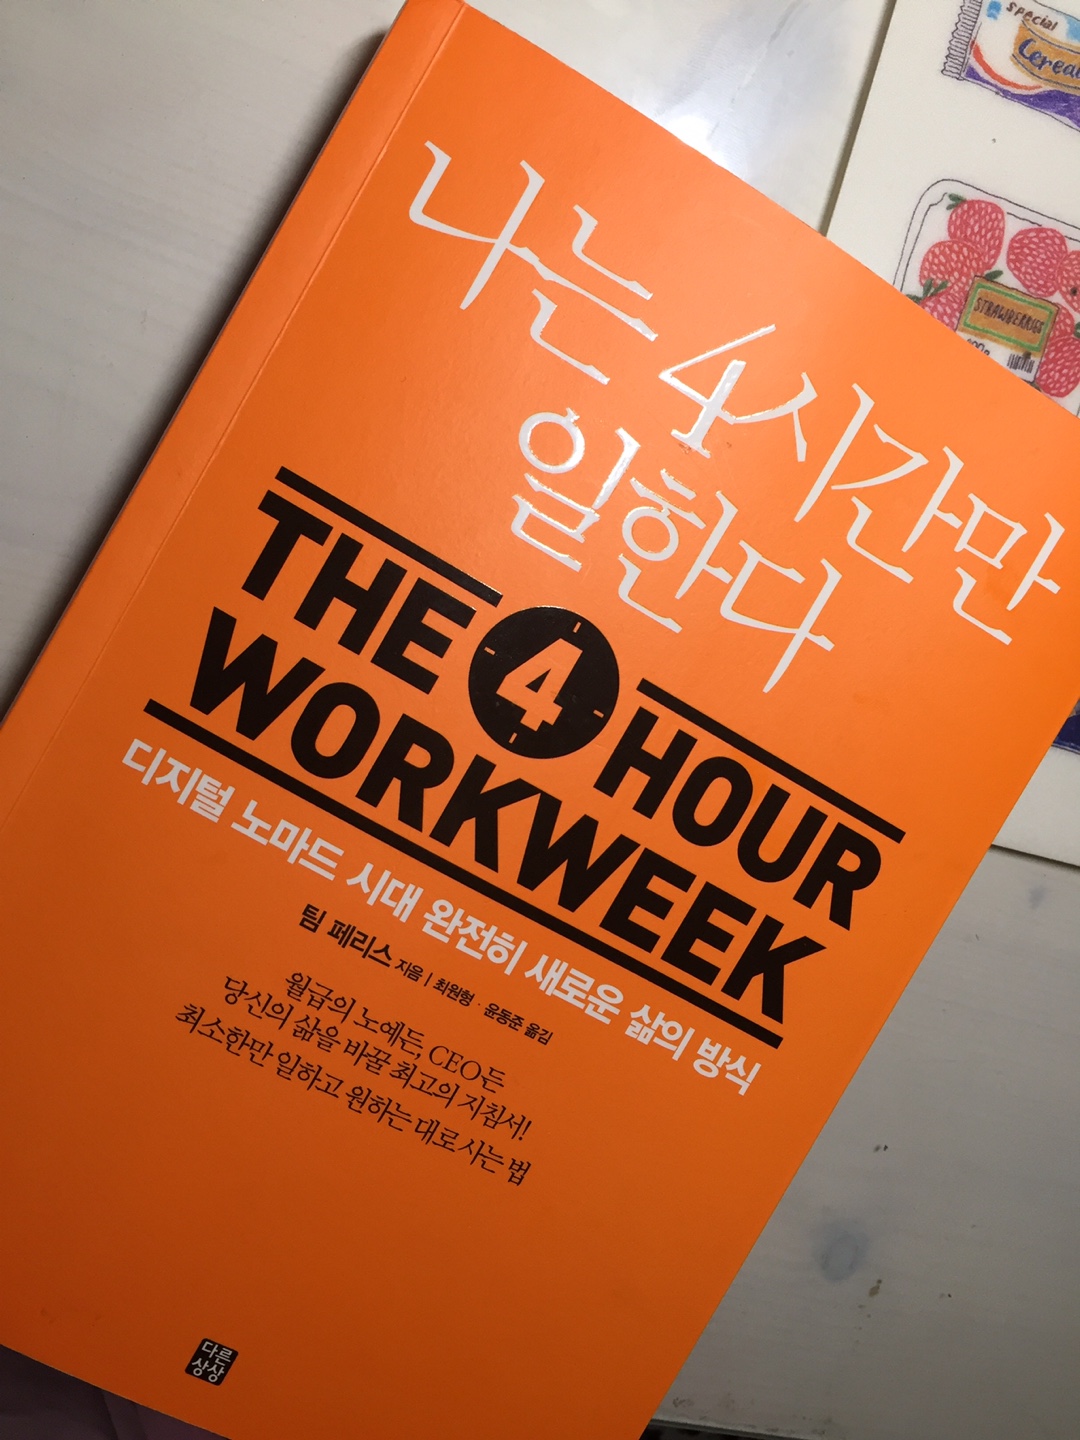 나는 4시간만
일한다
THE 4 HOUR
WORKWEEK
디지털 노마드 시대 완전히 새로운 삶의 방식
팀 페리스 지음 | 최원형 · 윤동준 옮김
월급의 노예든, CEO든
당신의 삶을 바꿀 최고의 지침서!
최소한만 일하고 원하는 대로 사는 법
다른
상상
special
Cereal
STRAWBERRIES